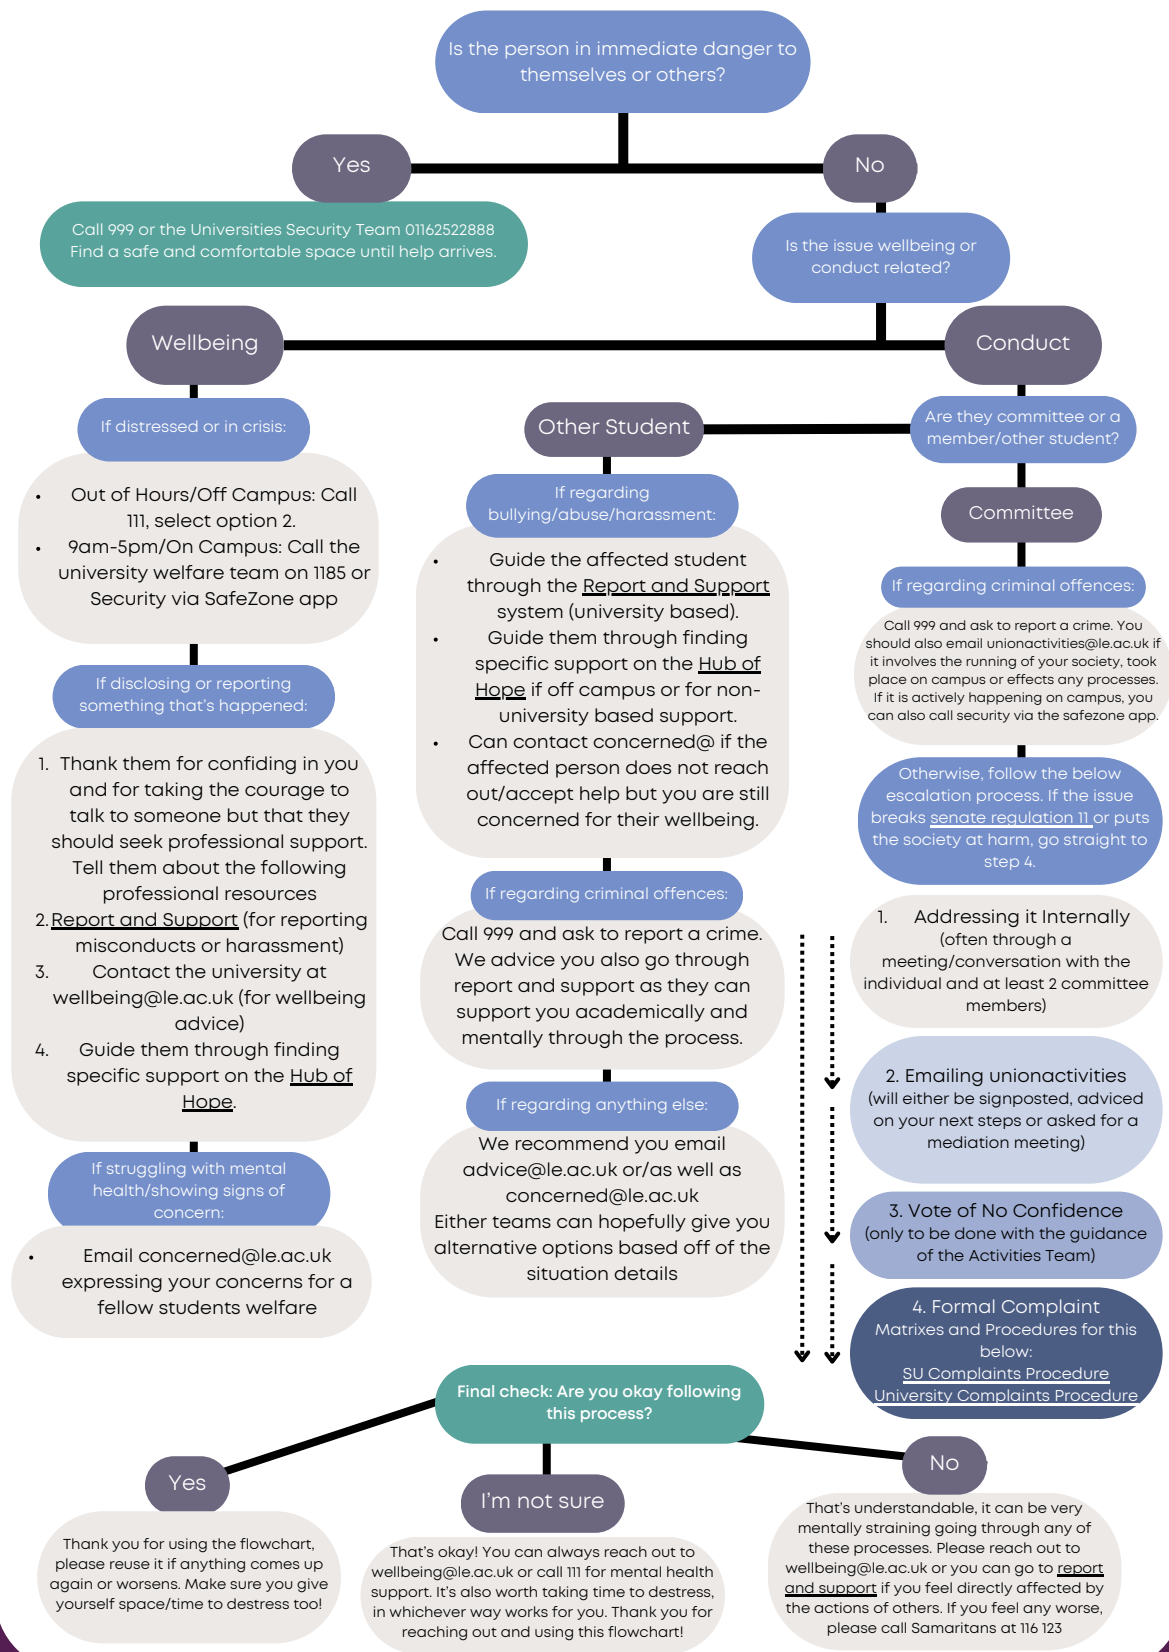 Is the person in immediate danger to
themselves or others?
Yes
No
Call 999 or the Universities Security Team 01162522888
Find a safe and comfortable space until help arrives.
Is the issue wellbeing or
conduct related?
Wellbeing
Conduct
If distressed or in crisis:
• Out of Hours/Off Campus: Call
111, select option 2.
• 9am-5pm/On Campus: Call the
university welfare team on 1185 or
Security via SafeZone app
If disclosing or reporting
something that's happened:
1. Thank them for confiding in you
and for taking the courage to
talk to someone but that they
should seek professional support.
Tell them about the following
professional resources
2. Report and Support (for reporting
misconducts or harassment)
3. Contact the university at
wellbeing@le.ac.uk (for wellbeing
advice)
4. Guide them through finding
specific support on the Hub of
Hope.
If struggling with mental
health/showing signs of
concern:
• Email concerned@le.ac.uk
expressing your concerns for a
fellow students welfare
Are they committee or a
member/other student?
Other Student
If regarding
bullying/abuse/harassment:
• Guide the affected student
through the Report and Support
system (university based).
• Guide them through finding
specific support on the Hub of
Hope if off campus or for non-
university based support.
• Can contact concerned@ if the
affected person does not reach
out/accept help but you are still
concerned for their wellbeing.
If regarding criminal offences:
Call 999 and ask to report a crime.
We advice you also go through
report and support as they can
support you academically and
mentally through the process.
If regarding anything else:
We recommend you email
advice@le.ac.uk or/as well as
concerned@le.ac.uk
Either teams can hopefully give you
alternative options based off of the
situation details
Committee
If regarding criminal offences:
Call 999 and ask to report a crime. You
should also email unionactivities@le.ac.uk if
it involves the running of your society, took
place on campus or effects any processes.
If it is actively happening on campus, you
can also call security via the safezone app.
Otherwise, follow the below
escalation process. If the issue
breaks senate regulation 11 or puts
the society at harm, go straight to
step 4.
1. Addressing it Internally
(often through a
meeting/conversation with the
individual and at least 2 committee
members)
2. Emailing unionactivities
(will either be signposted, adviced
on your next steps or asked for a
mediation meeting)
3. Vote of No Confidence
(only to be done with the guidance
of the Activities Team)
4. Formal Complaint
Matrixes and Procedures for this
below:
SU Complaints Procedure
University Complaints Procedure
Final check: Are you okay following
this process?
Yes
Thank you for using the flowchart,
please reuse it if anything comes up
again or worsens. Make sure you give
yourself space/time to destress too!
I'm not sure
That's okay! You can always reach out to
wellbeing@le.ac.uk or call 111 for mental health
support. It's also worth taking time to destress,
in whichever way works for you. Thank you for
reaching out and using this flowchart!
No
That's understandable, it can be very
mentally straining going through any of
these processes. Please reach out to
wellbeing@le.ac.uk or you can go to report
and support if you feel directly affected by
the actions of others. If you feel any worse,
please call Samaritans at 116 123